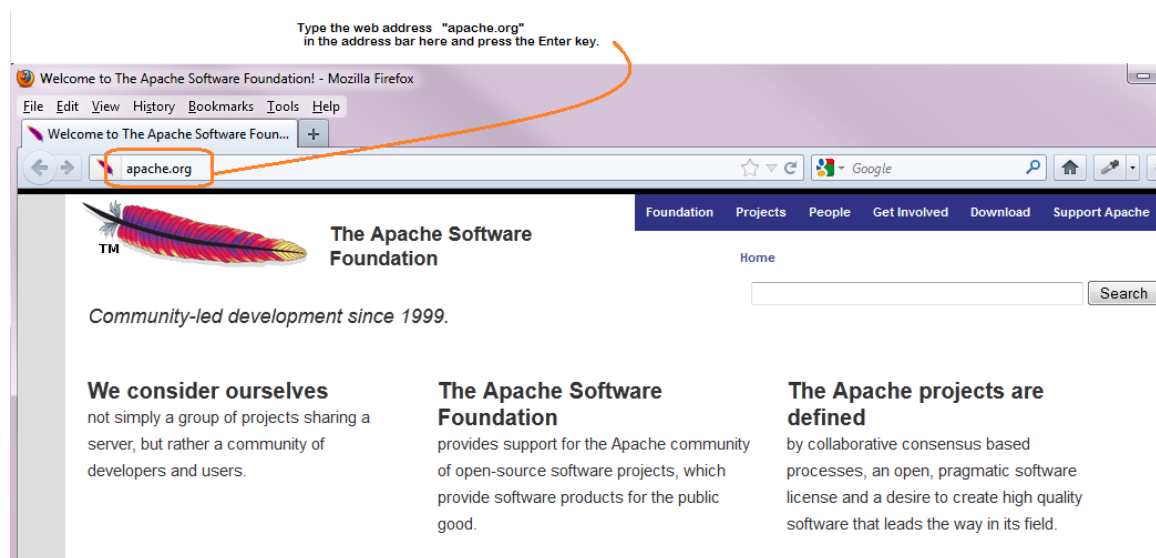 Type the web address "apache.org"
in the address bar here and press the Enter key.
Welcome to The Apache Software Foundation! - Mozilla Firefox
File Edit View History Bookmarks Tools Help
Welcome to The Apache Software Foun... +
apache.org
Google
Foundation Projects People Get Involved Download Support Apache
TM
The Apache Software
Foundation
Home
Search
Community-led development since 1999.
We consider ourselves
not simply a group of projects sharing a
server, but rather a community of
developers and users.
The Apache Software
Foundation
provides support for the Apache community
of open-source software projects, which
provide software products for the public
good.
The Apache projects are
defined
by collaborative consensus based
processes, an open, pragmatic software
license and a desire to create high quality
software that leads the way in its field.